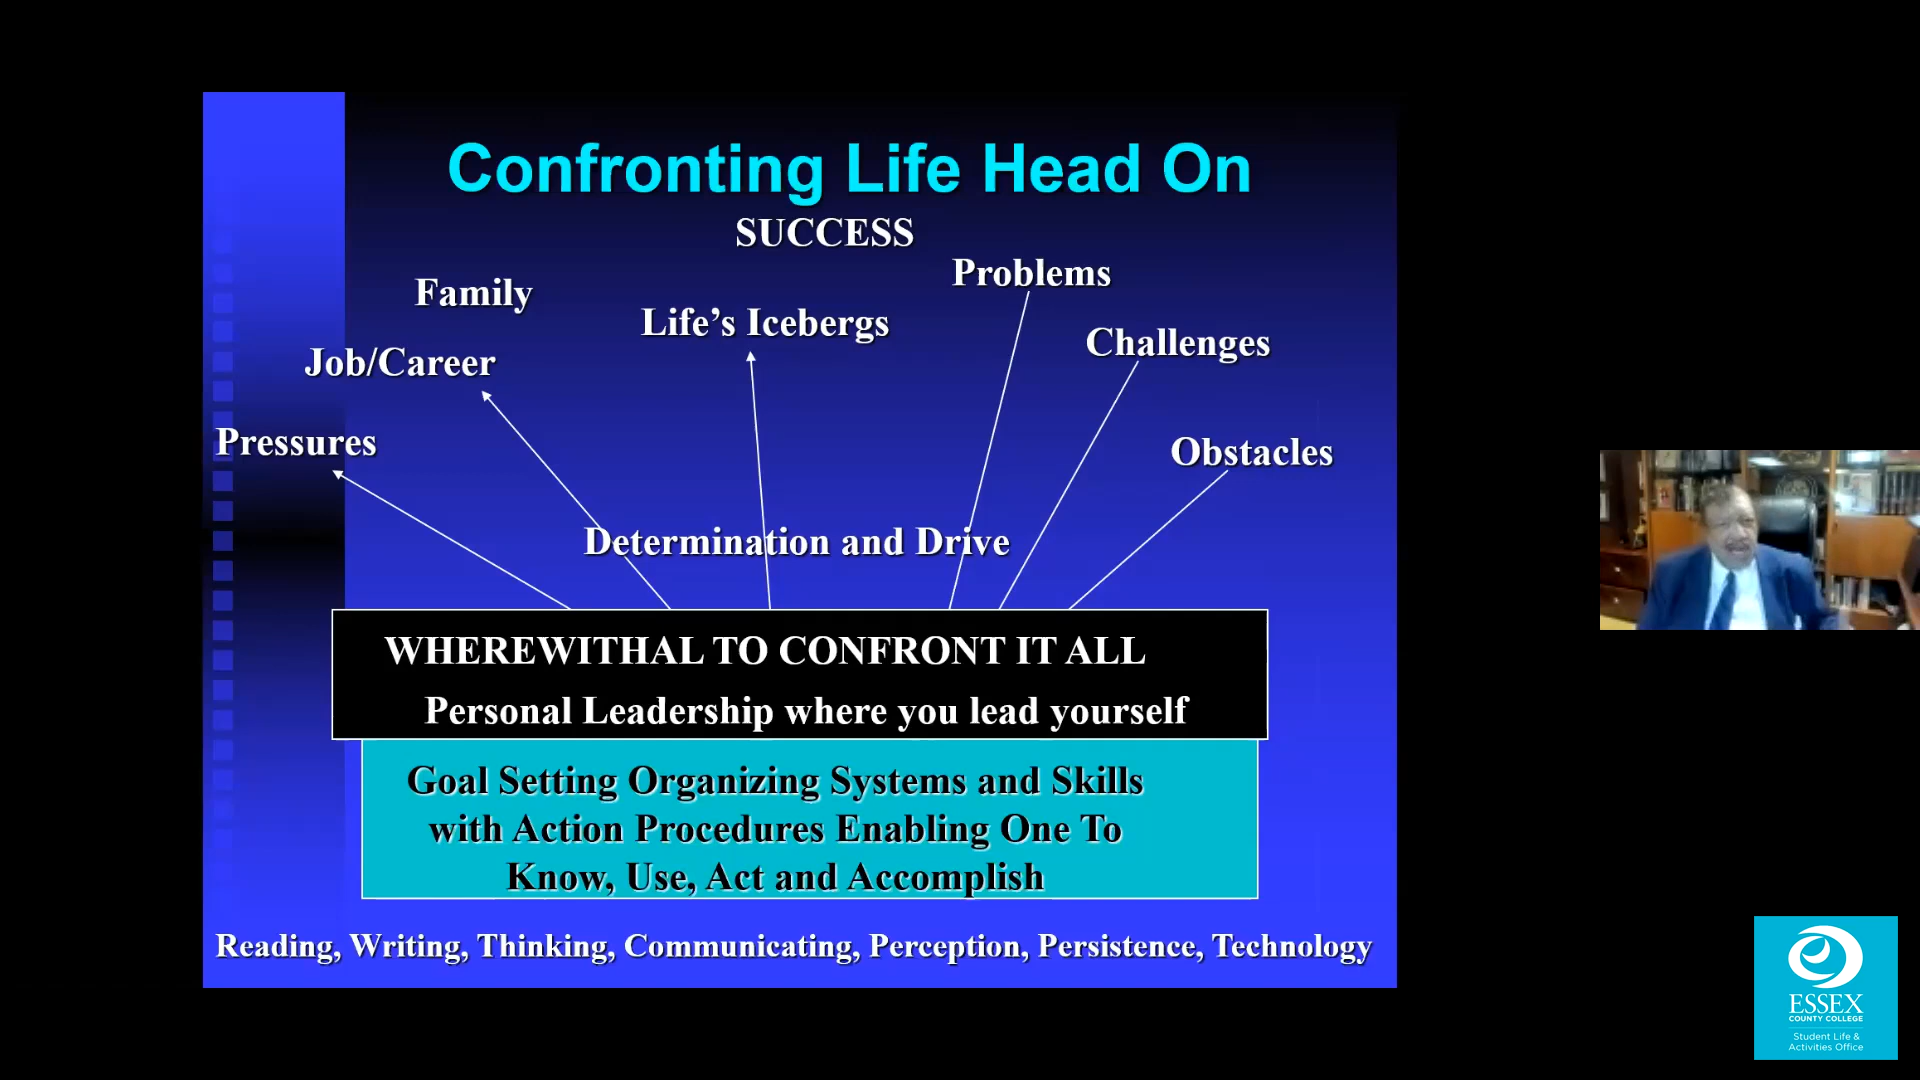 Confronting Life Head On
SUCCESS
Problems
Family
Life's Icebergs
Challenges
Job/Career
Pressures
Obstacles
Determination and Drive
WHEREWITHAL TO CONFRONT IT ALL
Personal Leadership where you lead yourself
Goal Setting Organizing Systems and Skills
with Action Procedures Enabling One To
Know, Use, Act and Accomplish
Reading, Writing, Thinking, Communicating, Perception, Persistence, Technology
ESSEX
COUNTY COLLEGE
Student Life &
Activities Office